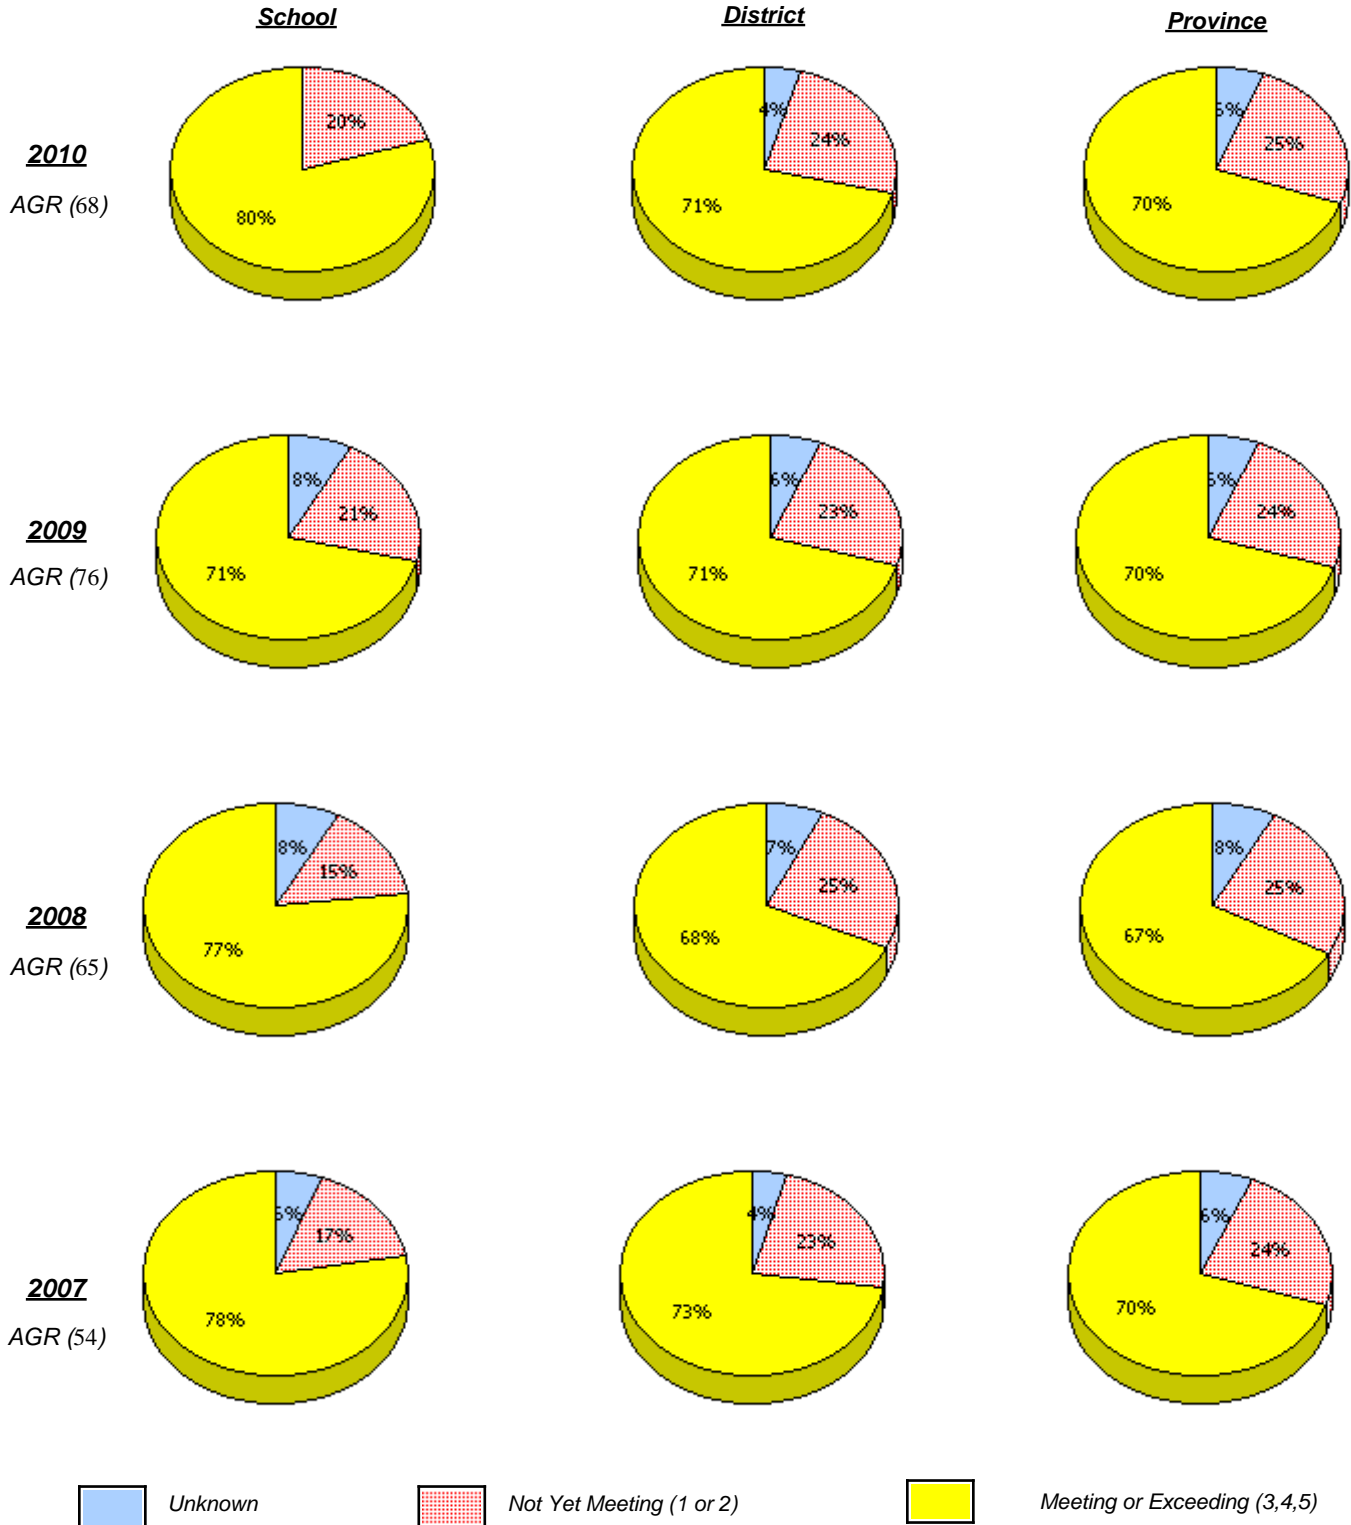 School District Province
20% 4% 24% 25%
2010
AGR (68)
80% 71% 70%
8% 21% 6% 23% 24%
2009
AGR (76)
71% 71% 70%
8% 15% 7% 25% 8% 25%
2008
AGR (65)
77% 68% 67%
17% 4% 23% 6% 24%
2007
AGR (54)
78% 73% 70%
Unknown Not Yet Meeting (1 or 2) Meeting or Exceeding (3,4,5)